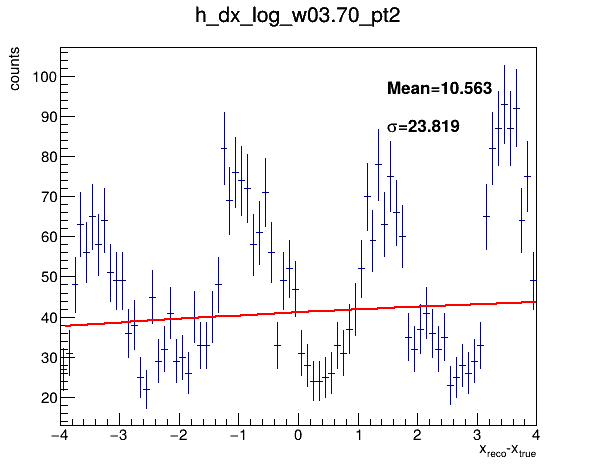 h_dx_log_w03.70_pt2
counts
Mean=10.563
σ=23.819
100
90
80
70
60
50
40
30
20
−4 −3 −2 −1 0 1 2 3 4
x_reco-x_true